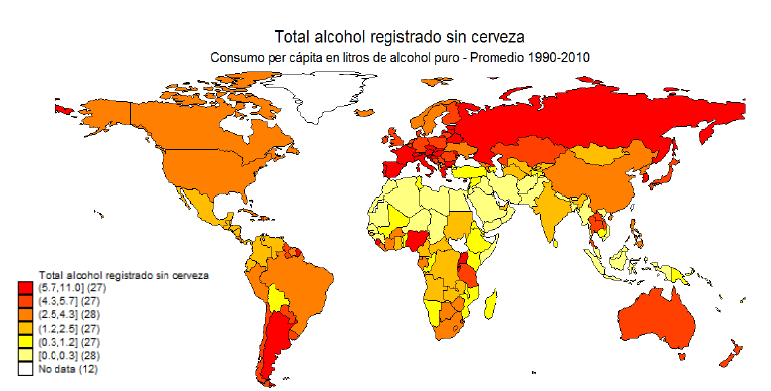 Total alcohol registrado sin cerveza
Consumo per cápita en litros de alcohol puro - Promedio 1990-2010
Total alcohol registrado sin cerveza
(5.7,11.0] (27)
(4.3,5.7] (27)
(2.5,4.3] (28)
(1.2,2.5] (27)
(0.3,1.2] (27)
[0.0,0.3] (28)
No data (12)